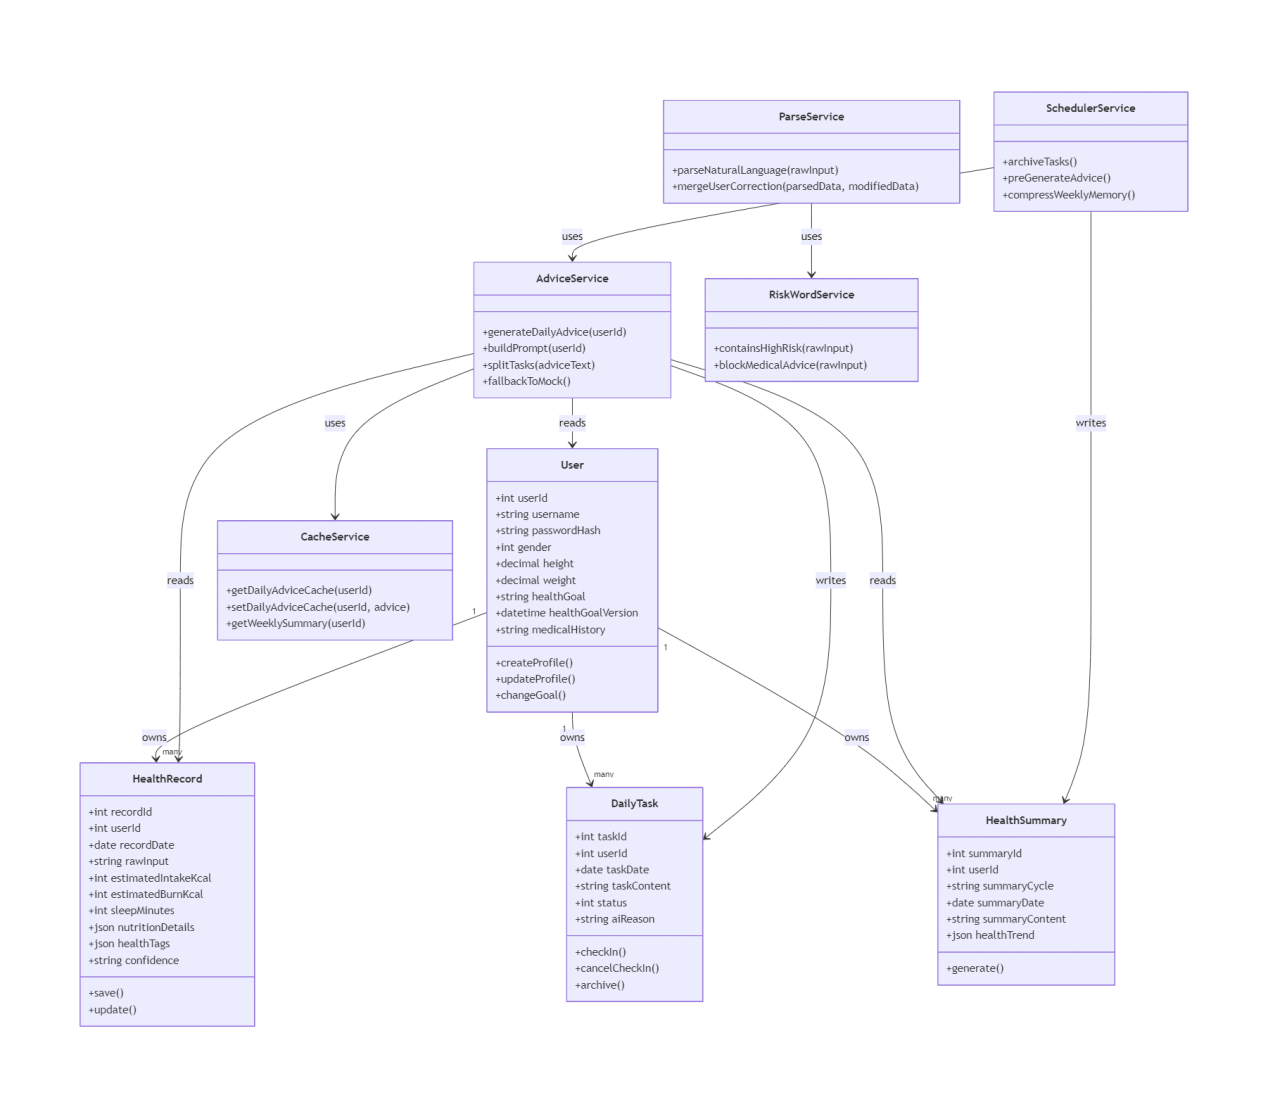 ParseService
+parseNaturalLanguage(rawInput)
+mergeUserCorrection(parsedData, modifiedData)
SchedulerService
+archiveTasks()
+preGenerateAdvice()
+compressWeeklyMemory()
uses
uses
AdviceService
+generateDailyAdvice(userId)
+buildPrompt(userId)
+splitTasks(adviceText)
+fallbackToMock()
RiskWordService
+containsHighRisk(rawInput)
+blockMedicalAdvice(rawInput)
uses
reads
writes
User
+int userId
+string username
+string passwordHash
+int gender
+decimal height
+decimal weight
+string healthGoal
+datetime healthGoalVersion
+string medicalHistory
+createProfile()
+updateProfile()
+changeGoal()
CacheService
+getDailyAdviceCache(userId)
+setDailyAdviceCache(userId, advice)
+getWeeklySummary(userId)
reads
writes
reads
1
1
1
owns
owns
owns
many
many
many
HealthRecord
+int recordId
+int userId
+date recordDate
+string rawInput
+int estimatedIntakeKcal
+int estimatedBurnKcal
+int sleepMinutes
+json nutritionDetails
+json healthTags
+string confidence
+save()
+update()
DailyTask
+int taskId
+int userId
+date taskDate
+string taskContent
+int status
+string aiReason
+checkIn()
+cancelCheckIn()
+archive()
HealthSummary
+int summaryId
+int userId
+string summaryCycle
+date summaryDate
+string summaryContent
+json healthTrend
+generate()